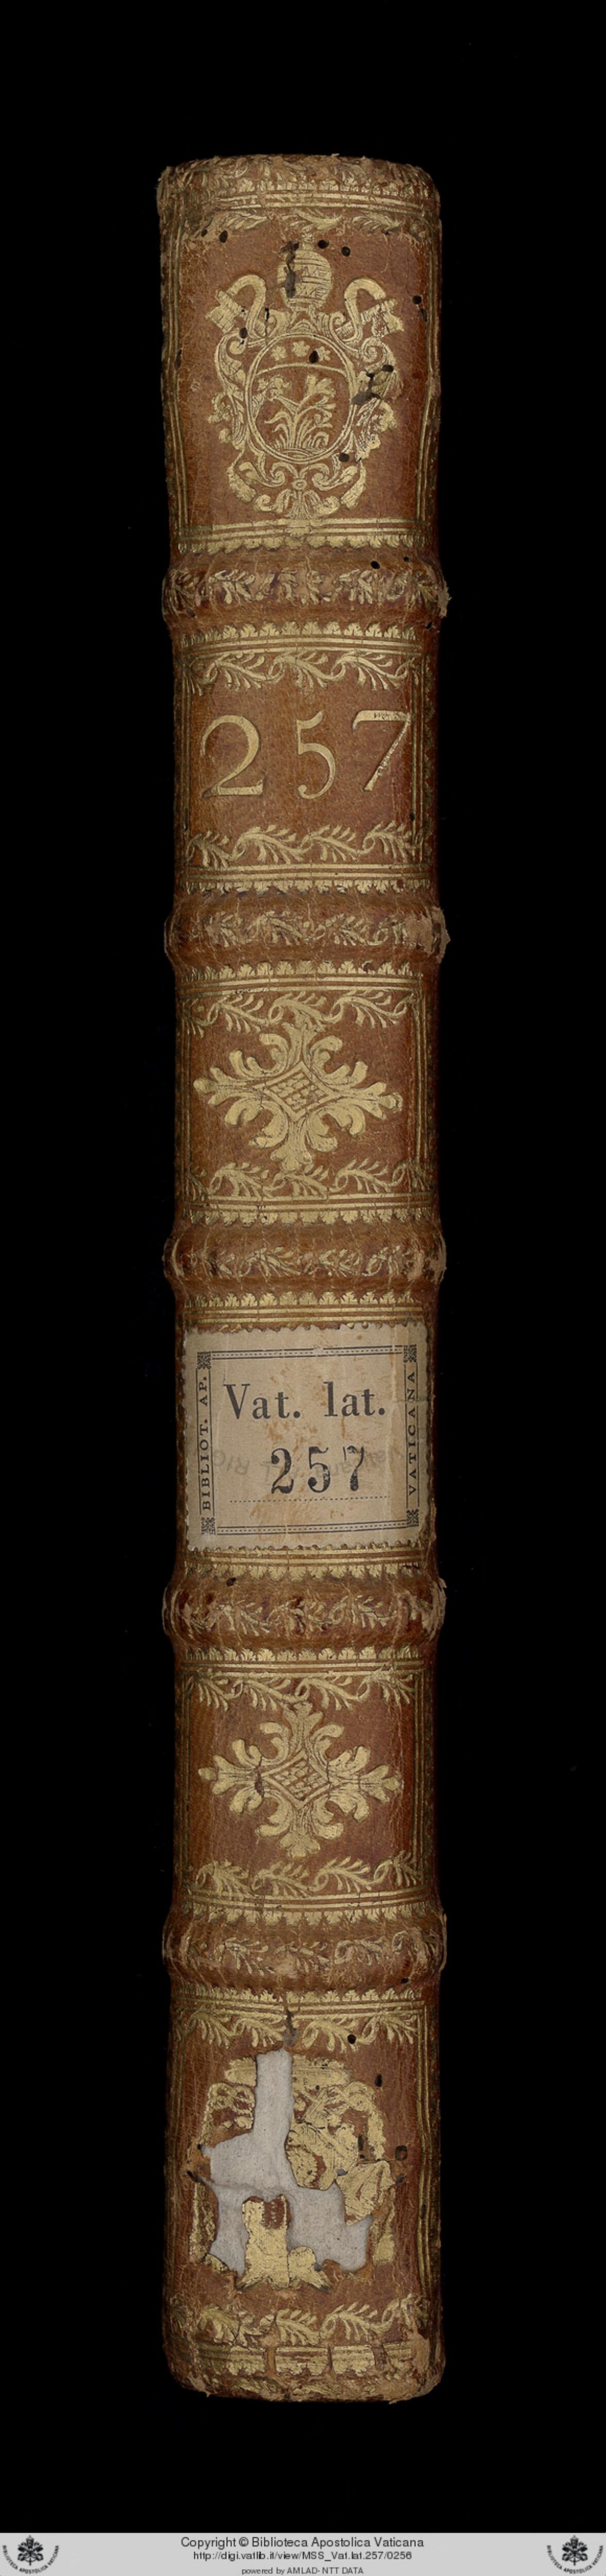 257
BIBLIOT. AP.
Vat. lat.
257
VATICANA
Copyright © Biblioteca Apostolica Vaticana
http://digi.vatlib.it/view/MSS_Vat.lat.257/0256
powered by AMLAD-NTT DATA